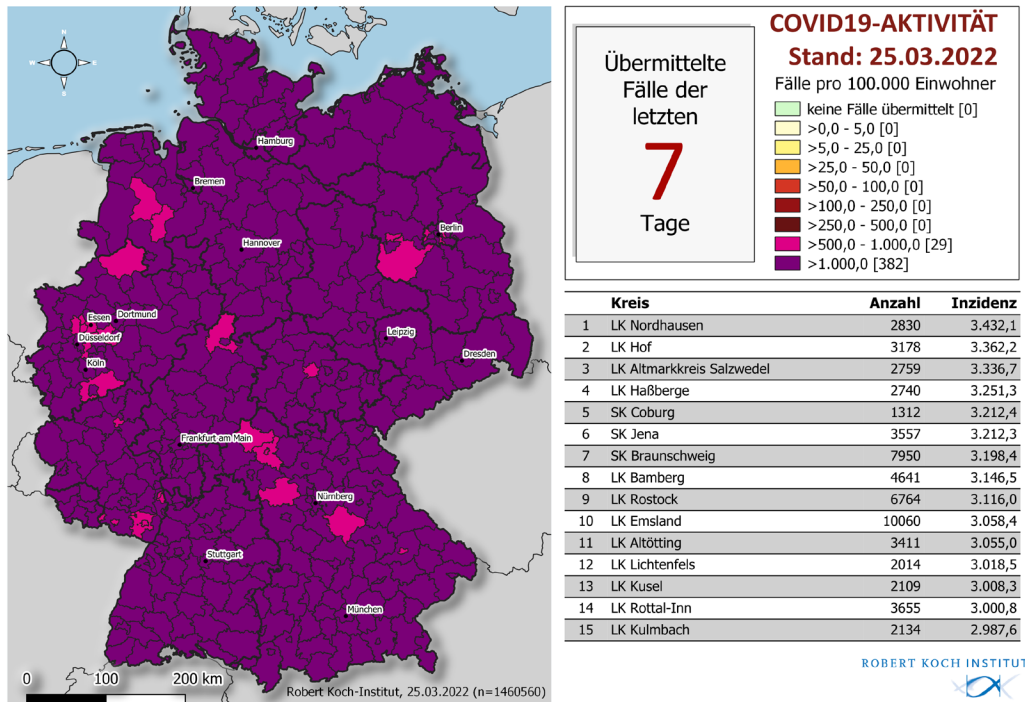 N
W
E
S
Hamburg
Bremen
Berlin
Hannover
Essen
Dortmund
Düsseldorf
Leipzig
Köln
Dresden
Frankfurt am Main
Nürnberg
Stuttgart
München
0 100 200 km
Robert Koch-Institut, 25.03.2022 (n=1460560)
Übermittelte
Fälle der
letzten
7
Tage
COVID19-AKTIVITÄT
Stand: 25.03.2022
Fälle pro 100.000 Einwohner
keine Fälle übermittelt [0]
>0,0 - 5,0 [0]
>5,0 - 25,0 [0]
>25,0 - 50,0 [0]
>50,0 - 100,0 [0]
>100,0 - 250,0 [0]
>250,0 - 500,0 [0]
>500,0 - 1.000,0 [29]
>1.000,0 [382]
Kreis Anzahl Inzidenz
1 LK Nordhausen 2830 3.432,1
2 LK Hof 3178 3.362,2
3 LK Altmarkkreis Salzwedel 2759 3.336,7
4 LK Haßberge 2740 3.251,3
5 SK Coburg 1312 3.212,4
6 SK Jena 3557 3.212,3
7 SK Braunschweig 7950 3.198,4
8 LK Bamberg 4641 3.146,5
9 LK Rostock 6764 3.116,0
10 LK Emsland 10060 3.058,4
11 LK Altötting 3411 3.055,0
12 LK Lichtenfels 2014 3.018,5
13 LK Kusel 2109 3.008,3
14 LK Rottal-Inn 3655 3.000,8
15 LK Kulmbach 2134 2.987,6
ROBERT KOCH INSTITUT